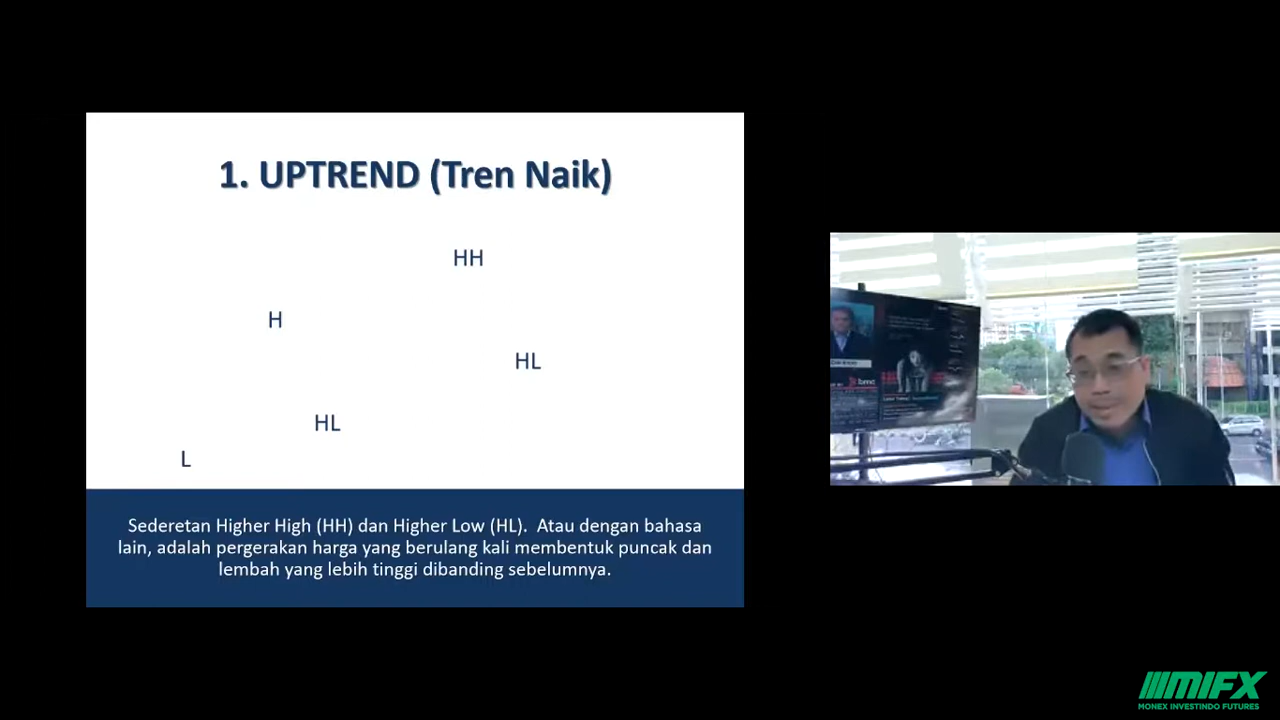 1. UPTREND (Tren Naik)
HH
H
HL
HL
L
Sederetan Higher High (HH) dan Higher Low (HL). Atau dengan bahasa
lain, adalah pergerakan harga yang berulang kali membentuk puncak dan
lembah yang lebih tinggi dibanding sebelumnya.
MIFX
MONEX INVESTINDO FUTURES